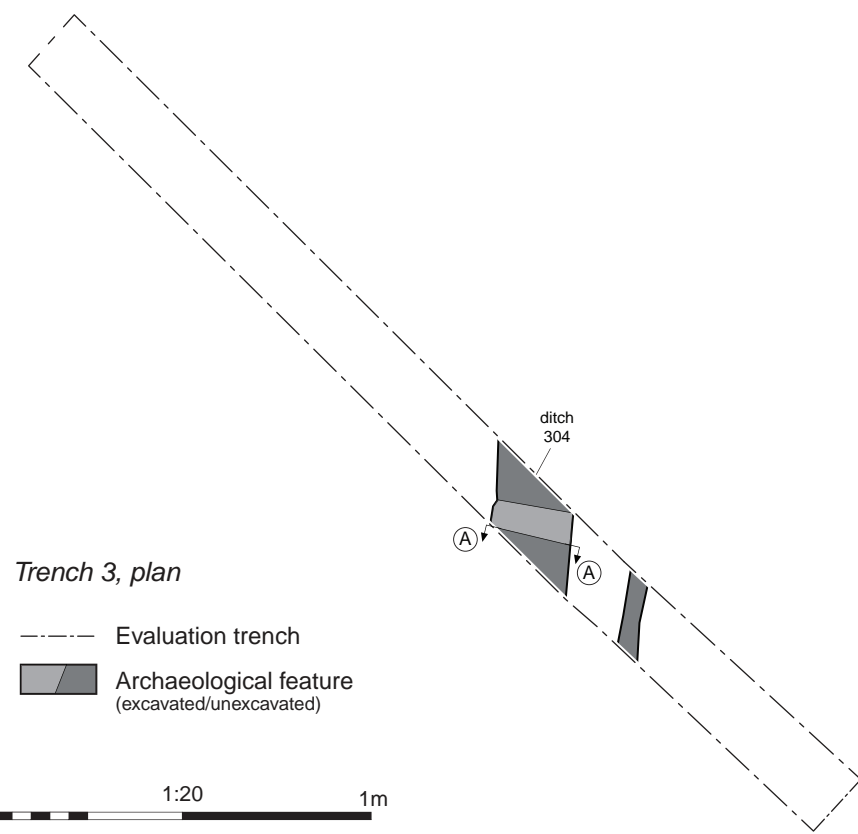 ditch
304
A
A
Trench 3, plan
Evaluation trench
Archaeological feature
(excavated/unexcavated)
1:20
1m